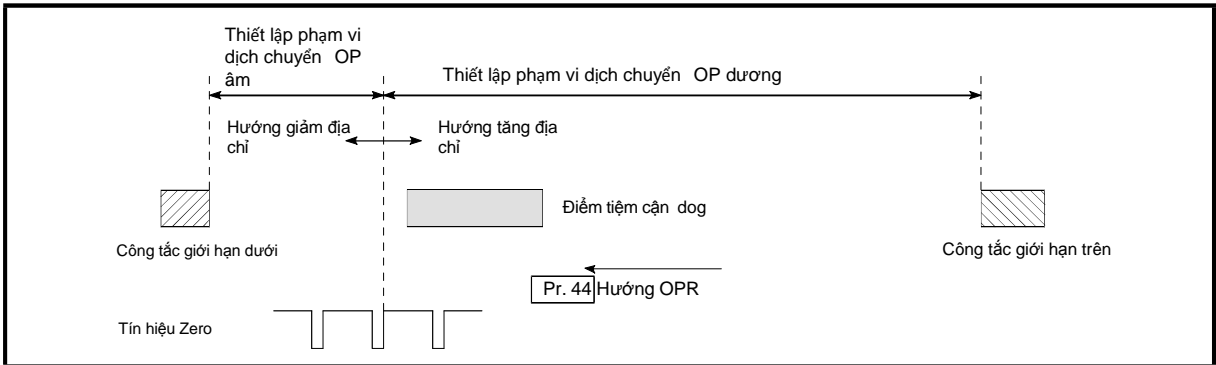 Thiết lập phạm vi
dịch chuyển OP
âm
Thiết lập phạm vi dịch chuyển OP dương
Hướng giảm địa
chỉ
Hướng tăng địa
chỉ
Điểm tiệm cận dog
Công tắc giới hạn dưới
Công tắc giới hạn trên
Pr. 44 Hướng OPR
Tín hiệu Zero